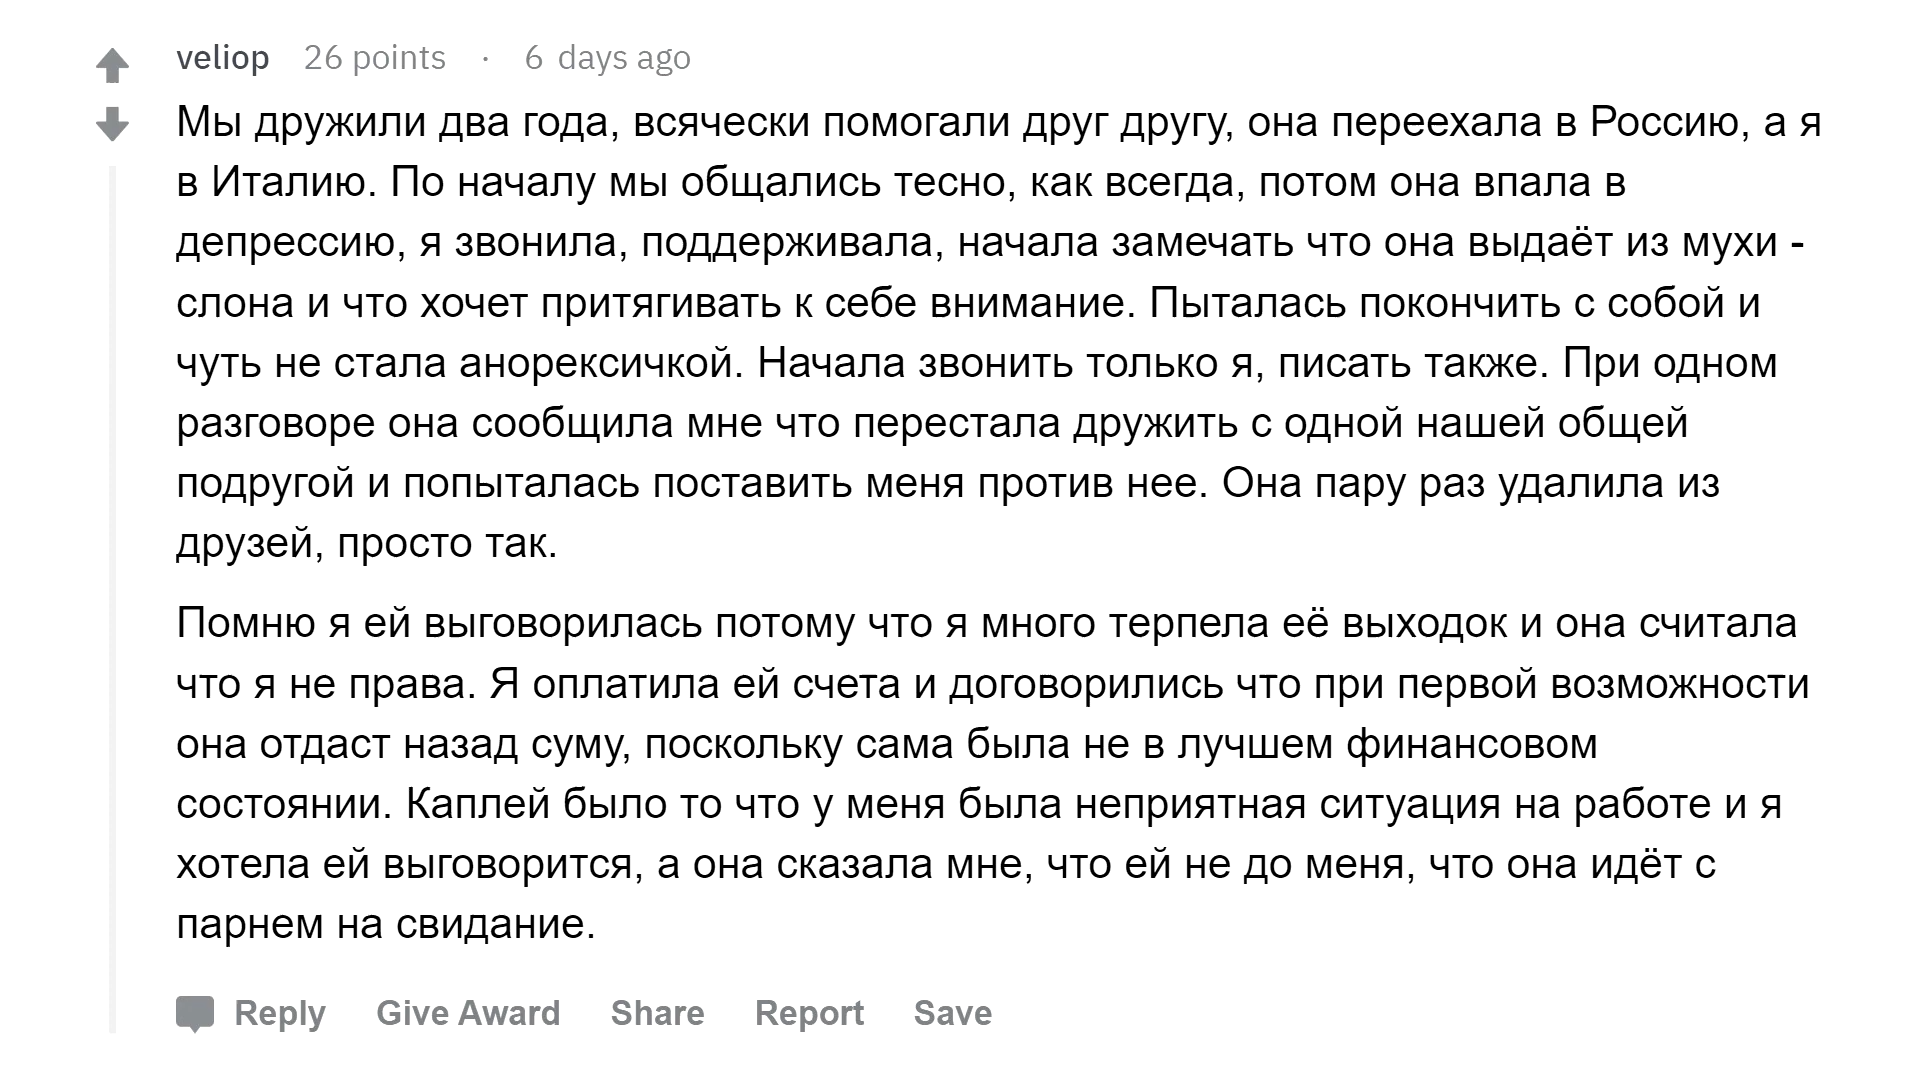 veliop 26 points · 6 days ago
Мы дружили два года, всячески помогали друг другу, она переехала в Россию, а я
в Италию. По началу мы общались тесно, как всегда, потом она впала в
депрессию, я звонила, поддерживала, начала замечать что она выдаёт из мухи -
слона и что хочет притягивать к себе внимание. Пыталась покончить с собой и
чуть не стала анорексичкой. Начала звонить только я, писать также. При одном
разговоре она сообщила мне что перестала дружить с одной нашей общей
подругой и попыталась поставить меня против нее. Она пару раз удалила из
друзей, просто так.
Помню я ей выговорилась потому что я много терпела её выходок и она считала
что я не права. Я оплатила ей счета и договорились что при первой возможности
она отдаст назад суму, поскольку сама была не в лучшем финансовом
состоянии. Каплей было то что у меня была неприятная ситуация на работе и я
хотела ей выговорится, а она сказала мне, что ей не до меня, что она идёт с
парнем на свидание.
Reply Give Award Share Report Save